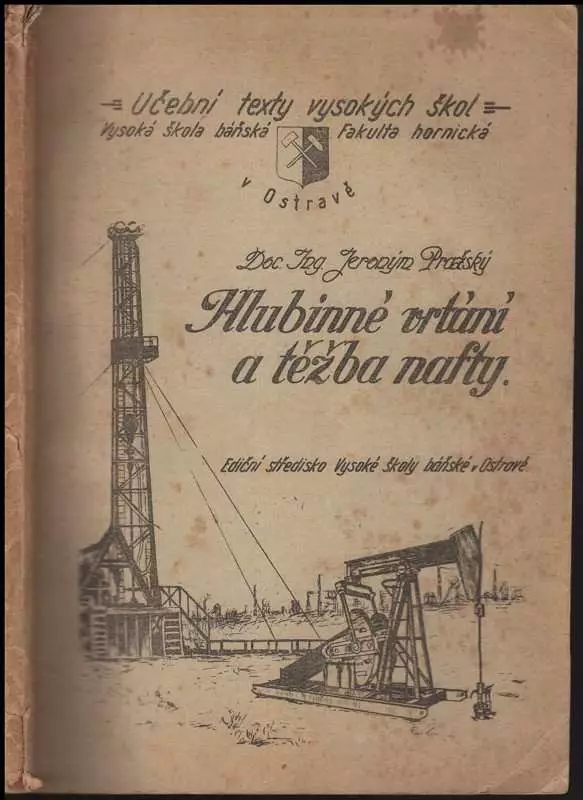 Učební texty vysokých škol
Vysoká škola báňská Fakulta hornická
v Ostravě
Doc. Ing. Jeroným Pražský
Hlubinné vrtání
a těžba nafty.
Ediční středisko Vysoké školy báňské v Ostravě